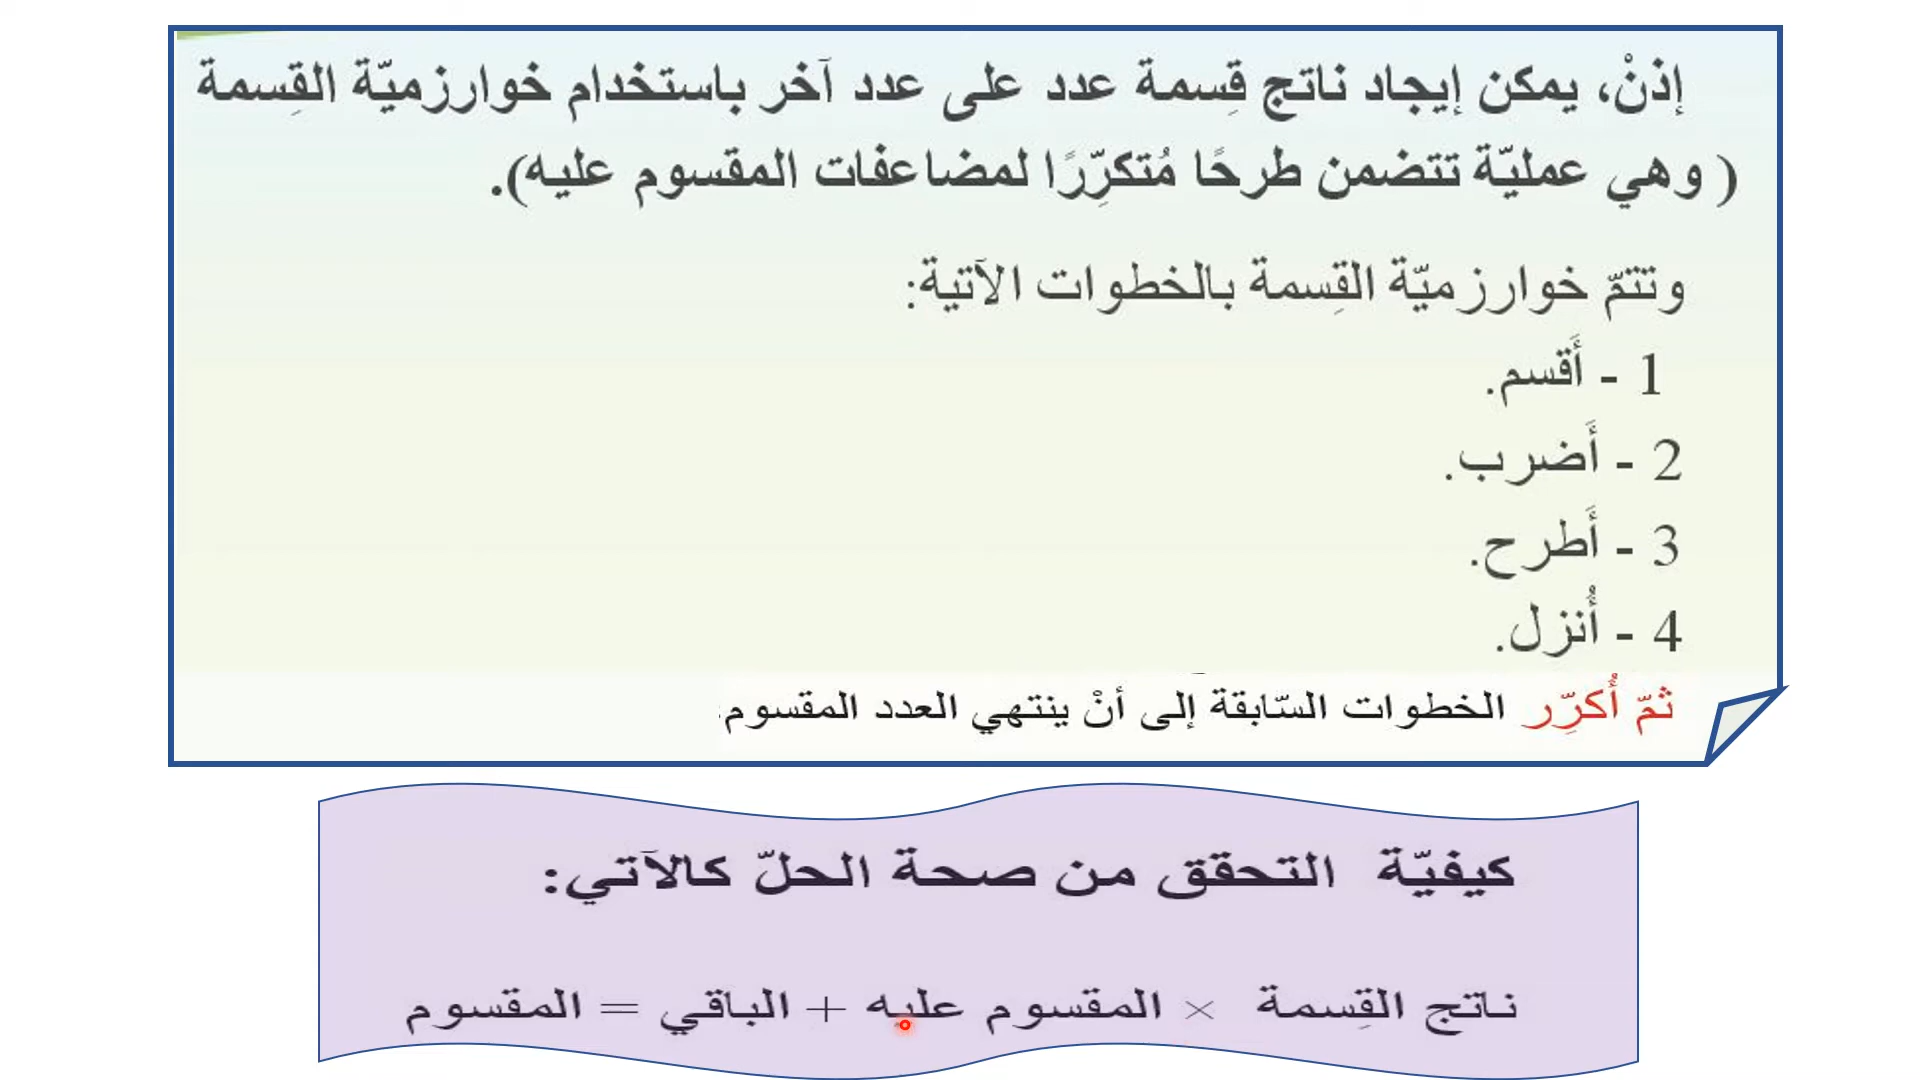 إذنْ، يمكن إيجاد ناتج قِسمة عدد على عدد آخر باستخدام خوارزميّة القِسمة
( وهي عمليّة تتضمن طرحًا مُتكرِّرًا لمضاعفات المقسوم عليه).
وتتمّ خوارزميّة القِسمة بالخطوات الآتية:
1 - أَقسم.
2 - أَضرب.
3 - أَطرح.
4 - أُنزل.
ثمّ أُكرِّر الخطوات السّابقة إلى أنْ ينتهي العدد المقسوم.
كيفيّة التحقق من صحة الحلّ كالآتي:
ناتج القِسمة × المقسوم عليه + الباقي = المقسوم